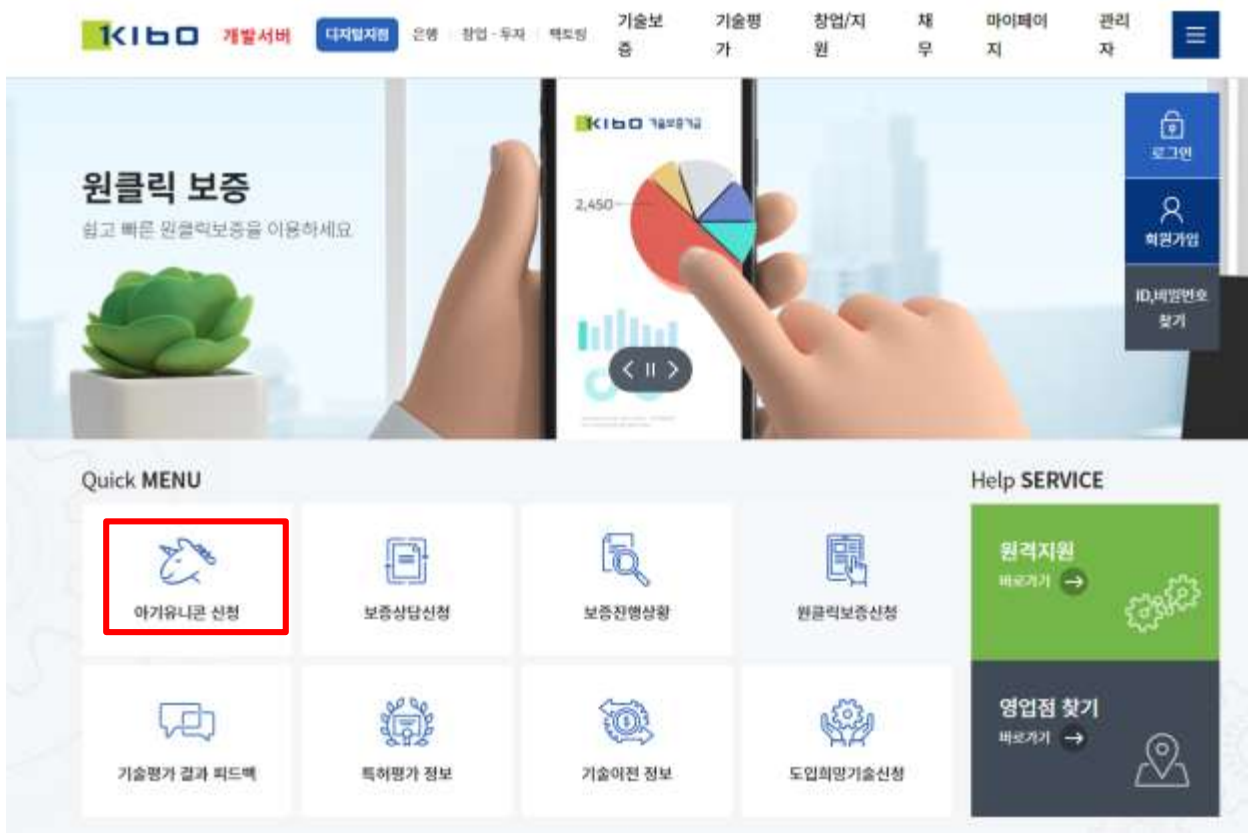 KIBO 개발서버 디지털지점 은행 창업·투자 팩토링 기술보증 기술평가 창업/지원 채무 마이페이지 관리자
KIBO 기술보증기금
로그인
원클릭 보증
2,450
쉽고 빠른 원클릭보증을 이용하세요
회원가입
ID,비밀번호
찾기
Quick MENU
Help SERVICE
아기유니콘 신청
보증상담신청
보증진행상황
원클릭보증신청
원격지원
바로가기
기술평가 결과 피드백
특허평가 정보
기술이전 정보
도입희망기술신청
영업점 찾기
바로가기